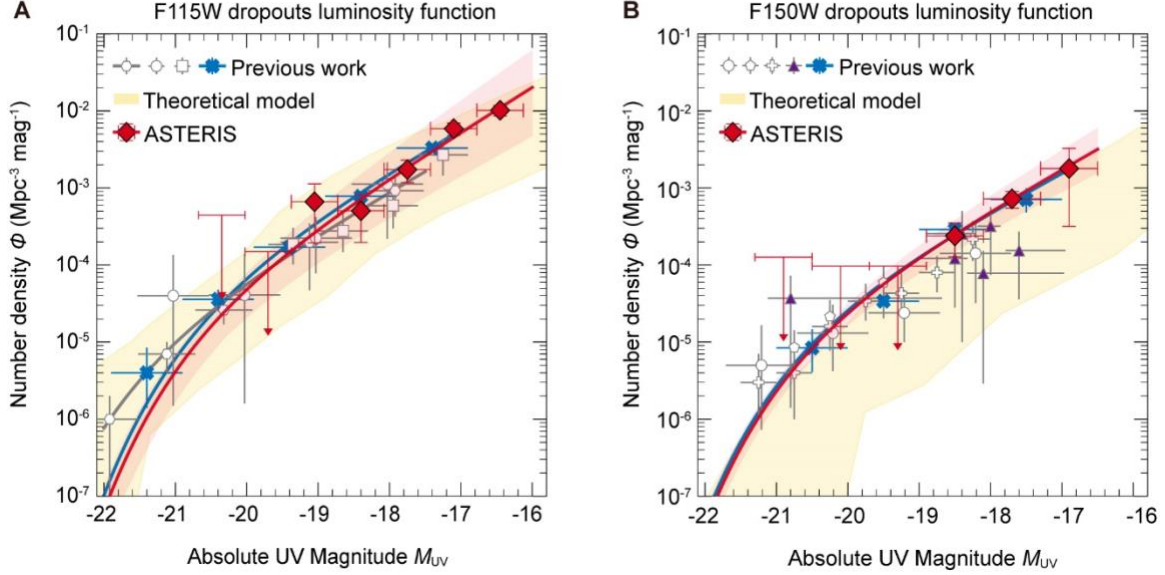 A F115W dropouts luminosity function
10⁻¹
10⁻²
10⁻³
10⁻⁴
10⁻⁵
10⁻⁶
10⁻⁷
Number density Φ (Mpc⁻³ mag⁻¹)
Previous work
Theoretical model
ASTERIS
-22 -21 -20 -19 -18 -17 -16
Absolute UV Magnitude M_UV
B F150W dropouts luminosity function
10⁻¹
10⁻²
10⁻³
10⁻⁴
10⁻⁵
10⁻⁶
10⁻⁷
Number density Φ (Mpc⁻³ mag⁻¹)
Previous work
Theoretical model
ASTERIS
-22 -21 -20 -19 -18 -17 -16
Absolute UV Magnitude M_UV